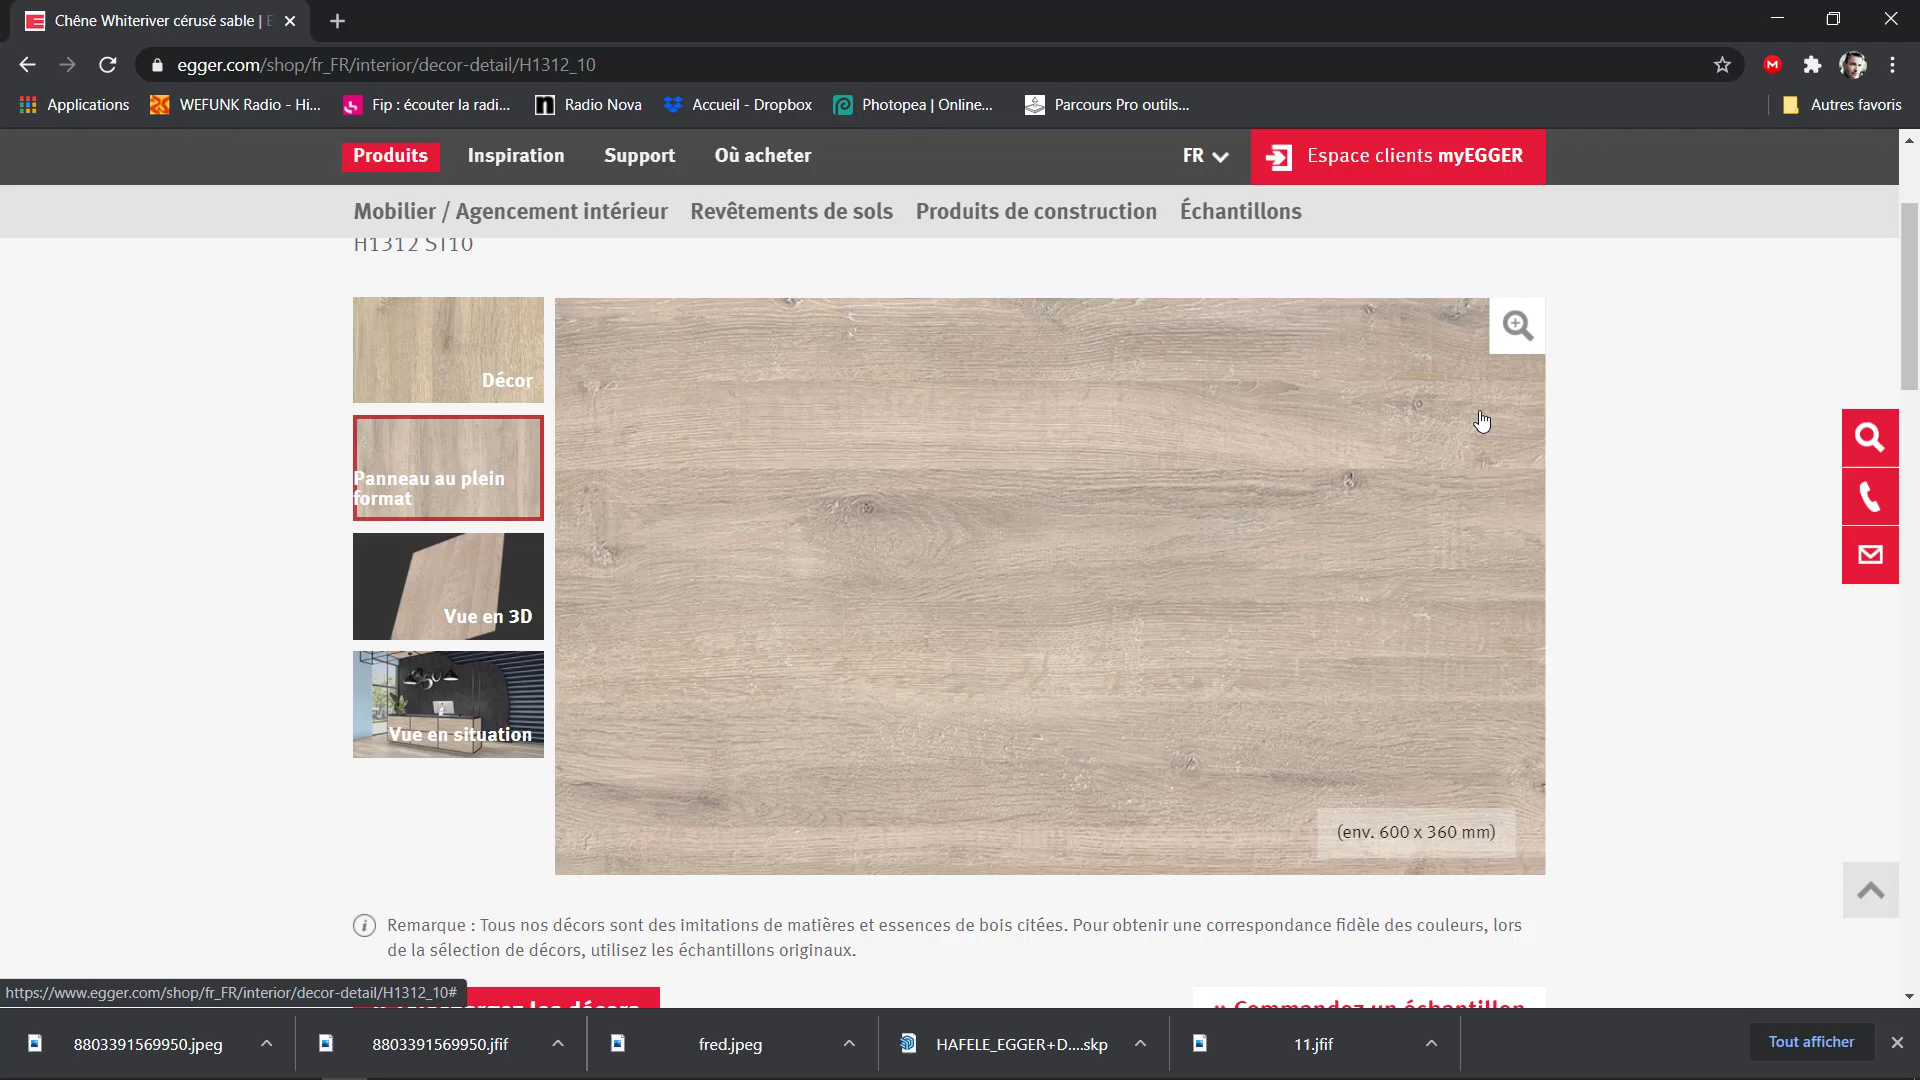 Chêne Whiteriver cérusé sable | E
egger.com/shop/fr_FR/interior/decor-detail/H1312_10
Applications
WEFUNK Radio - Hi...
Fip : écouter la radi...
Radio Nova
Accueil - Dropbox
Photopea | Online...
Parcours Pro outils...
Autres favoris
Produits
Inspiration
Support
Où acheter
FR
Espace clients myEGGER
Mobilier / Agencement intérieur
Revêtements de sols
Produits de construction
Échantillons
H1312 ST10
Décor
Panneau au plein
format
Vue en 3D
Vue en situation
(env. 600 x 360 mm)
Remarque : Tous nos décors sont des imitations de matières et essences de bois citées. Pour obtenir une correspondance fidèle des couleurs, lors
de la sélection de décors, utilisez les échantillons originaux.
https://www.egger.com/shop/fr_FR/interior/decor-detail/H1312_10#
les décors
Commandez un échantillon
8803391569950.jpeg
8803391569950.jfif
fred.jpeg
HAFELE_EGGER+D....skp
11.jfif
Tout afficher